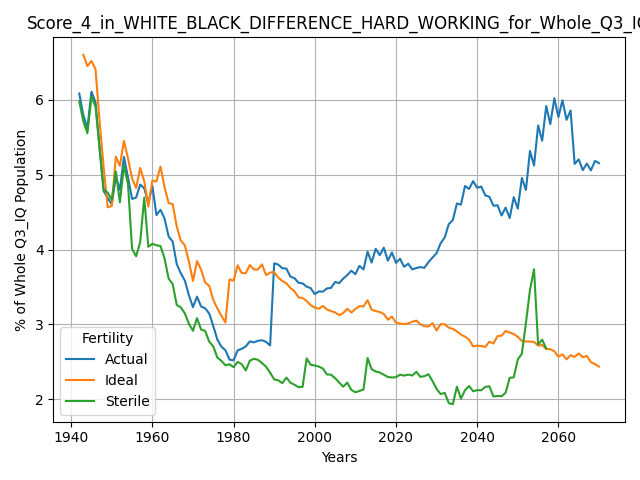 Score_4_in_WHITE_BLACK_DIFFERENCE_HARD_WORKING_for_Whole_Q3_IQ
% of Whole Q3_IQ Population
6
5
4
3
2
Fertility
Actual
Ideal
Sterile
1940 1960 1980 2000 2020 2040 2060
Years